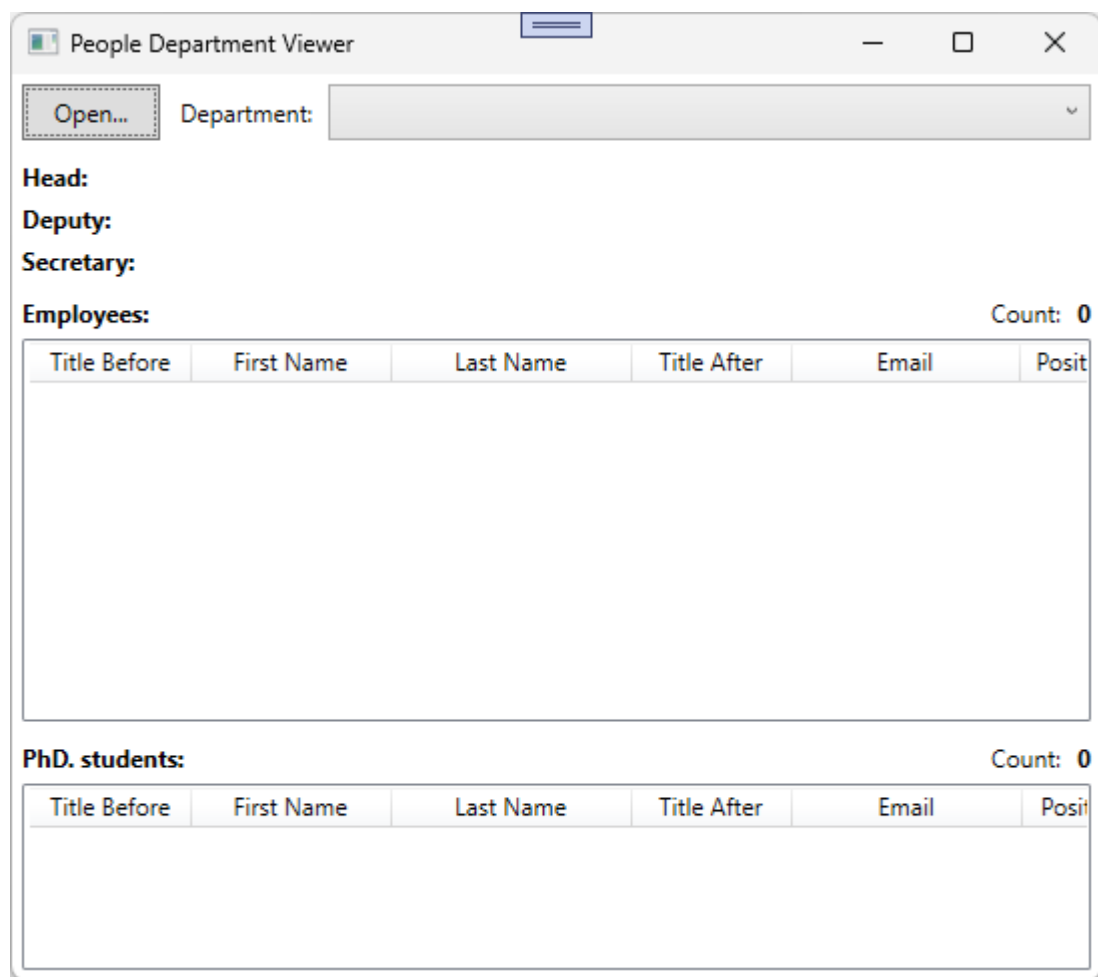 People Department Viewer
Open... Department:
Head:
Deputy:
Secretary:
Employees: Count: 0
Title Before First Name Last Name Title After Email Posit
PhD. students: Count: 0
Title Before First Name Last Name Title After Email Posit